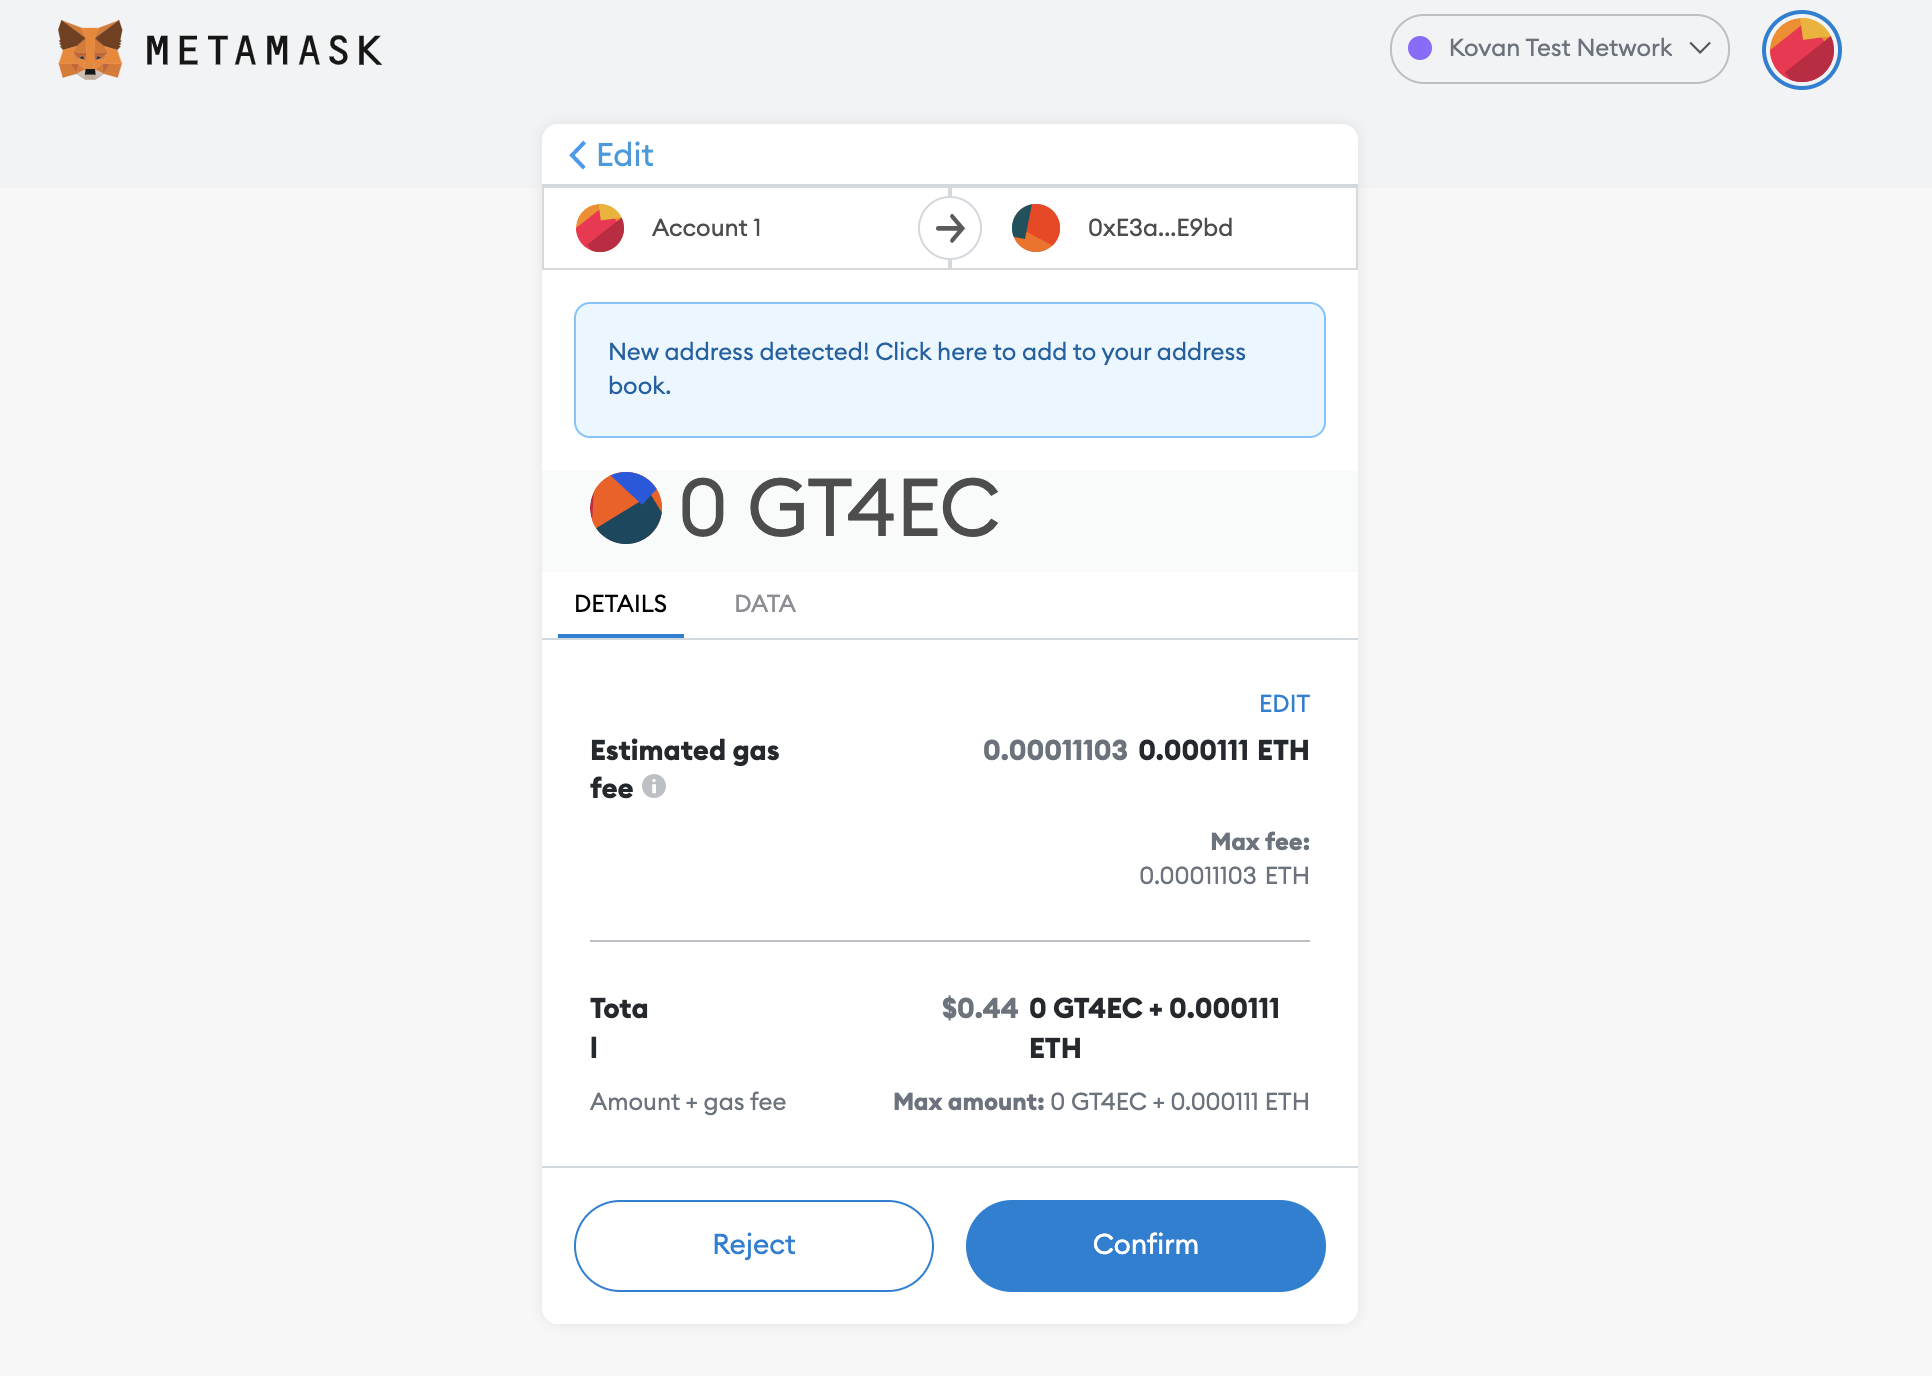 METAMASK
Kovan Test Network
Edit
Account 1
0xE3a...E9bd
New address detected! Click here to add to your address
book.
0 GT4EC
DETAILS
DATA
EDIT
Estimated gas
fee
0.00011103 0.000111 ETH
Max fee:
0.00011103 ETH
Tota
l
$0.44 0 GT4EC + 0.000111
ETH
Amount + gas fee
Max amount: 0 GT4EC + 0.000111 ETH
Reject
Confirm